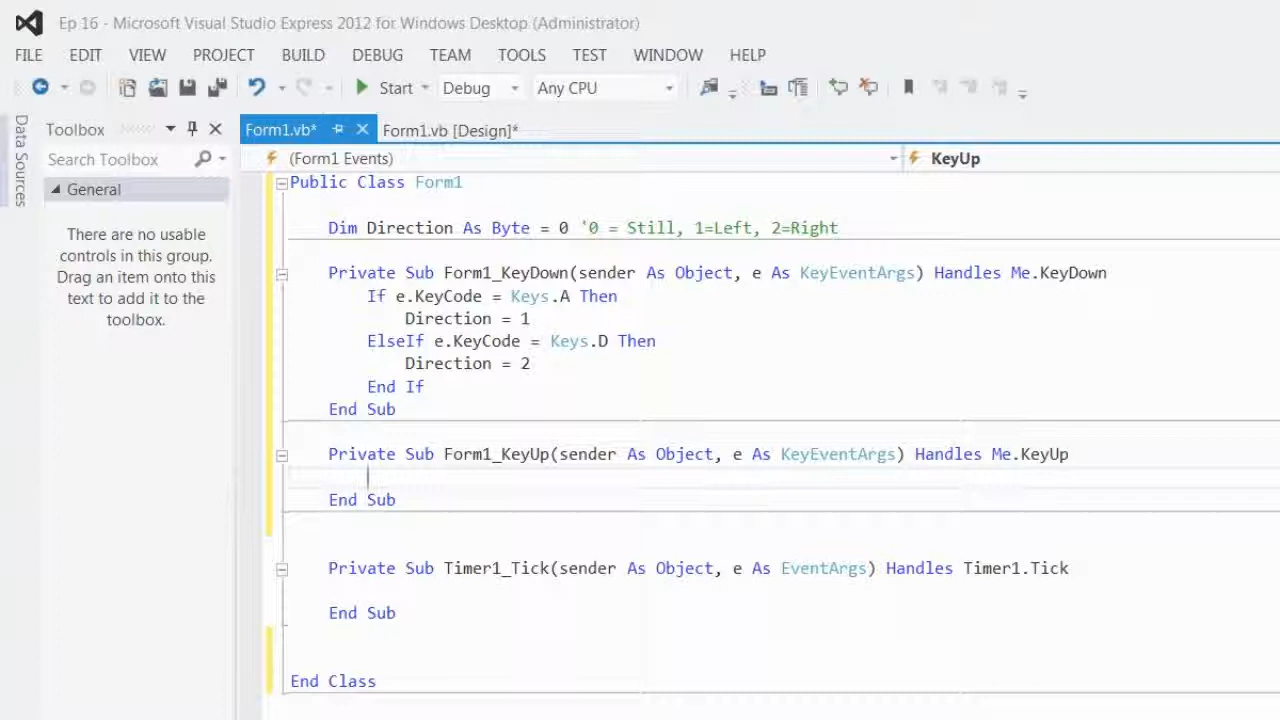 Ep 16 - Microsoft Visual Studio Express 2012 for Windows Desktop (Administrator)
FILE EDIT VIEW PROJECT BUILD DEBUG TEAM TOOLS TEST WINDOW HELP
Start Debug Any CPU
Data Sources
Toolbox
Form1.vb* Form1.vb [Design]*
Search Toolbox
(Form1 Events) KeyUp
General
There are no usable
controls in this group.
Drag an item onto this
text to add it to the
toolbox.
Public Class Form1
Dim Direction As Byte = 0 '0 = Still, 1=Left, 2=Right
Private Sub Form1_KeyDown(sender As Object, e As KeyEventArgs) Handles Me.KeyDown
If e.KeyCode = Keys.A Then
Direction = 1
ElseIf e.KeyCode = Keys.D Then
Direction = 2
End If
End Sub
Private Sub Form1_KeyUp(sender As Object, e As KeyEventArgs) Handles Me.KeyUp
End Sub
Private Sub Timer1_Tick(sender As Object, e As EventArgs) Handles Timer1.Tick
End Sub
End Class